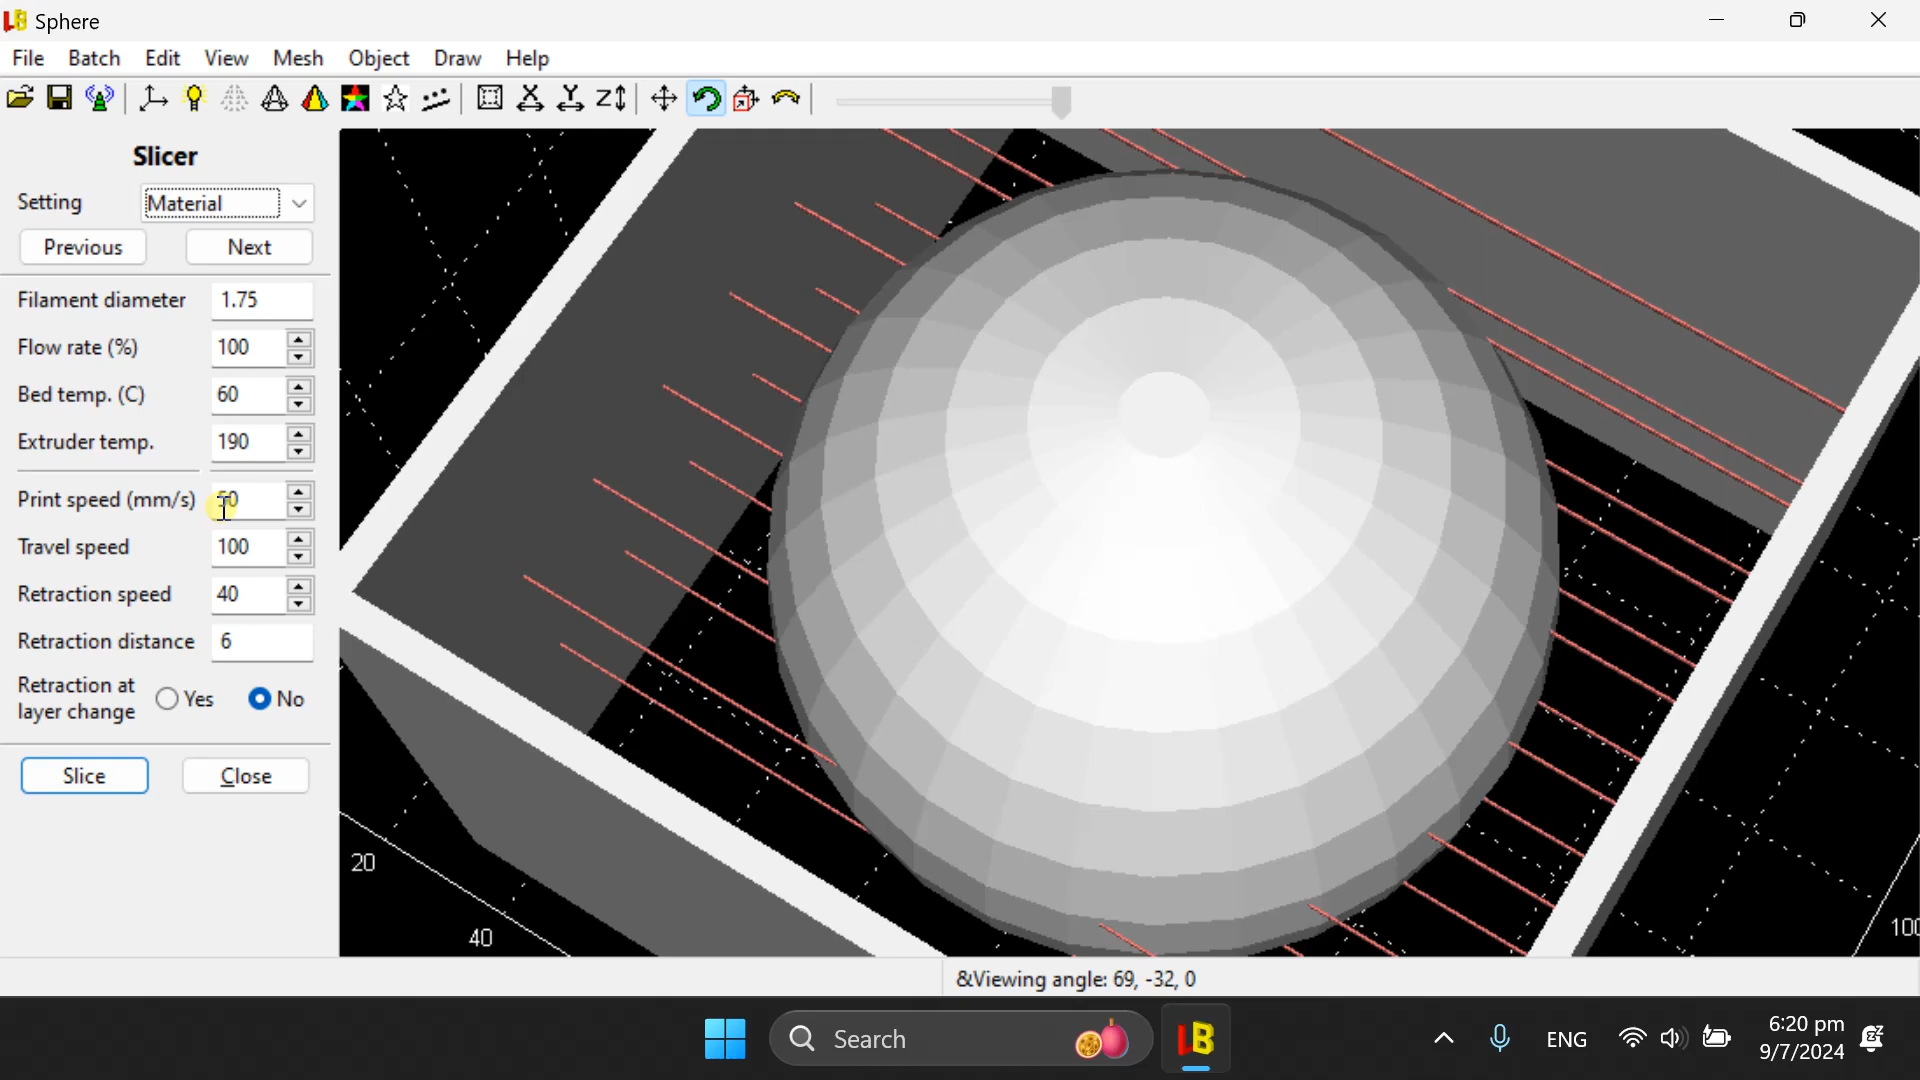 LB Sphere
File Batch Edit View Mesh Object Draw Help
X Y Z
Slicer
Setting Material
Previous Next
Filament diameter 1.75
Flow rate (%) 100
Bed temp. (C) 60
Extruder temp. 190
Print speed (mm/s) 50
Travel speed 100
Retraction speed 40
Retraction distance 6
Retraction at
layer change Yes No
Slice Close
20
40
100
&Viewing angle: 69, -32, 0
Search
LB
ENG
6:20 pm
9/7/2024